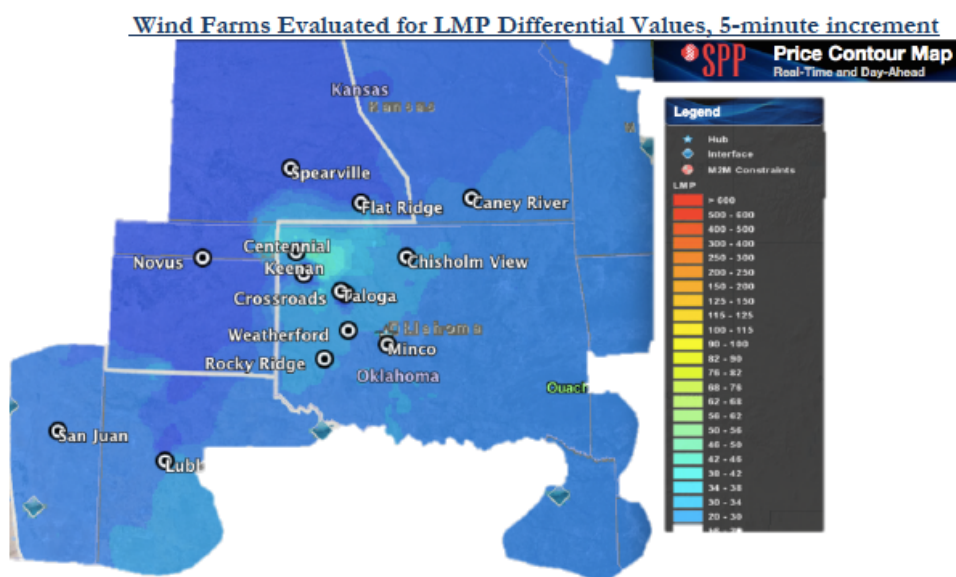 Wind Farms Evaluated for LMP Differential Values, 5-minute increment
SPP
Price Contour Map
Real-Time and Day-Ahead
Kansas
Kansas
Spearville
Flat Ridge
Caney River
Centennial
Novus
Keenan
Chisholm View
Crossroads
Taloga
Weatherford
Oklahoma
Minco
Rocky Ridge
Oklahoma
Ouach
San Juan
Lubb
Legend
Hub
Interface
M2M Constraints
LMP
> 600
500 - 600
400 - 500
300 - 400
250 - 300
200 - 250
150 - 200
125 - 150
115 - 125
100 - 115
90 - 100
82 - 90
76 - 82
68 - 76
62 - 68
56 - 62
50 - 56
46 - 50
42 - 46
38 - 42
34 - 38
30 - 34
20 - 30